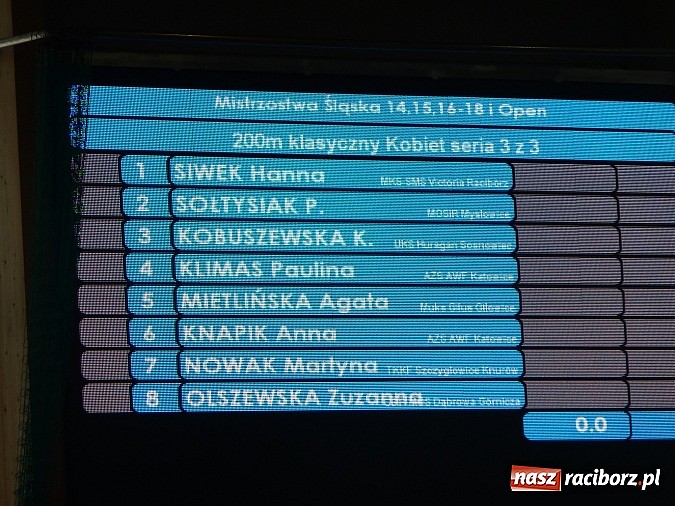 Mistrzostwa Śląska 14,15,16-18 i Open
200m klasyczny Kobiet seria 3 z 3
1 SIWEK Hanna MKS-SMS Victoria Racibórz
2 SOŁTYSIAK P. MOSiR Mysłowice
3 KOBUSZEWSKA K. UKS Huragan Sosnowiec
4 KLIMAS Paulina AZS AWF Katowice
5 MIETLIŃSKA Agata Muks Gilus Gilowice
6 KNAPIK Anna AZS AWF Katowice
7 NOWAK Martyna TKKF Szczygłowice Knurów
8 OLSZEWSKA Zuzanna Dąbrowa Górnicza
0.0
nasz raciborz.pl